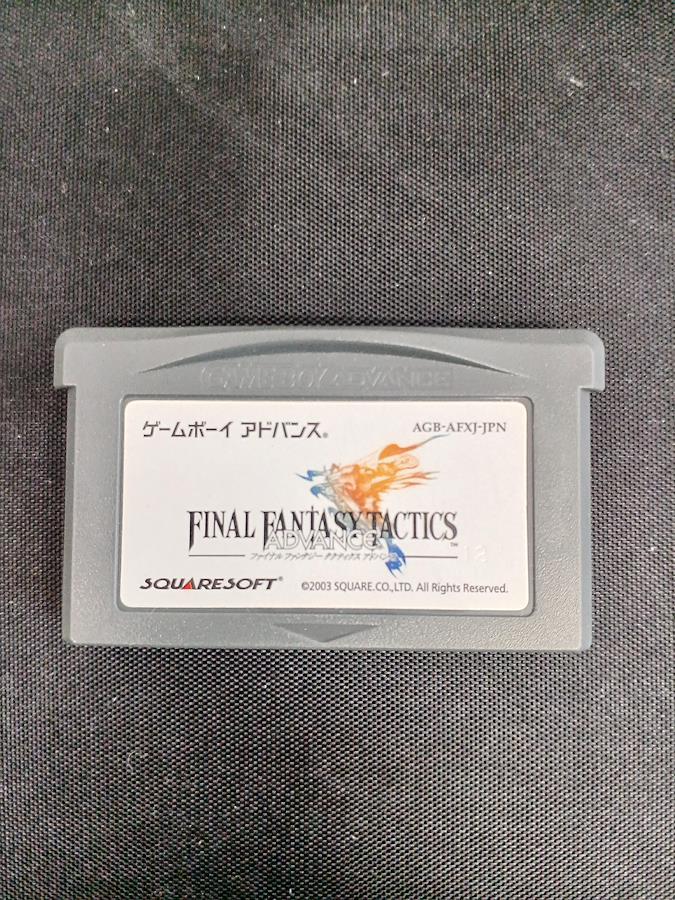 GAME BOY ADVANCE
ゲームボーイ アドバンス®
AGB-AFXJ-JPN
FINAL FANTASY TACTICS™
ADVANCE
ファイナルファンタジータクティクス アドバンス
12
SQUARESOFT®
©2003 SQUARE.CO.,LTD. All Rights Reserved.